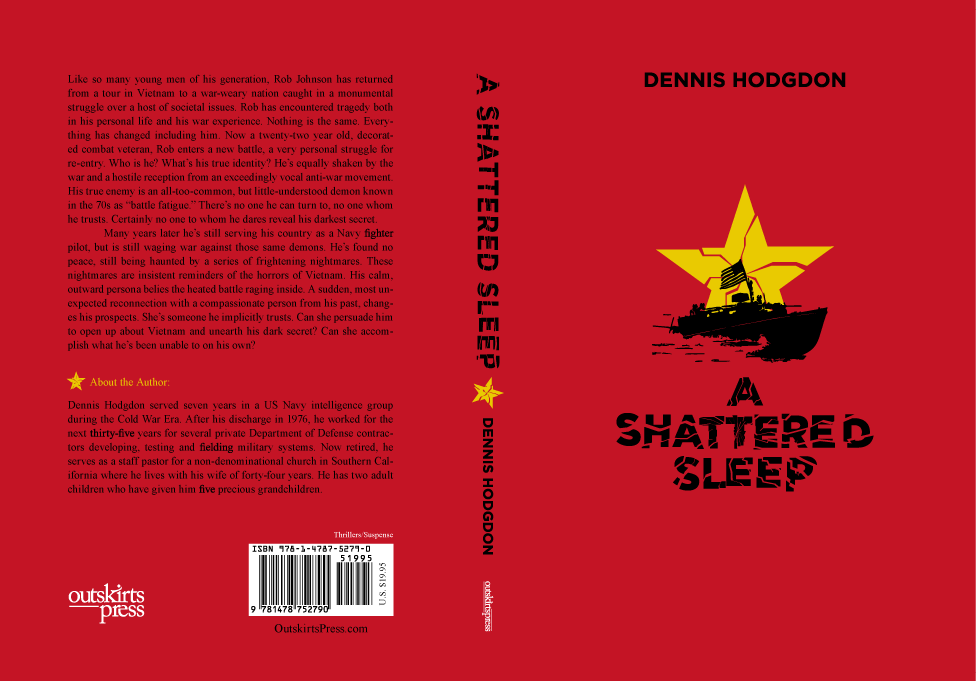 Like so many young men of his generation, Rob Johnson has returned
from a tour in Vietnam to a war-weary nation caught in a monumental
struggle over a host of societal issues. Rob has encountered tragedy both
in his personal life and his war experience. Nothing is the same. Every-
thing has changed including him. Now a twenty-two year old, decorat-
ed combat veteran, Rob enters a new battle, a very personal struggle for
re-entry. Who is he? What's his true identity? He's equally shaken by the
war and a hostile reception from an exceedingly vocal anti-war movement.
His true enemy is an all-too-common, but little-understood demon known
in the 70s as “battle fatigue.” There's no one he can turn to, no one whom
he trusts. Certainly no one to whom he dares reveal his darkest secret.
Many years later he's still serving his country as a Navy fighter
pilot, but is still waging war against those same demons. He's found no
peace, still being haunted by a series of frightening nightmares. These
nightmares are insistent reminders of the horrors of Vietnam. His calm,
outward persona belies the heated battle raging inside. A sudden, most un-
expected reconnection with a compassionate person from his past, chang-
es his prospects. She's someone he implicitly trusts. Can she persuade him
to open up about Vietnam and unearth his dark secret? Can she accom-
plish what he's been unable to on his own?
About the Author:
Dennis Hodgdon served seven years in a US Navy intelligence group
during the Cold War Era. After his discharge in 1976, he worked for the
next thirty-five years for several private Department of Defense contrac-
tors developing, testing and fielding military systems. Now retired, he
serves as a staff pastor for a non-denominational church in Southern Cal-
ifornia where he lives with his wife of forty-four years. He has two adult
children who have given him five precious grandchildren.
Thrillers/Suspense
ISBN 978-1-4787-5279-0
51995
U.S. $19.95
9 781478 752790
OutskirtsPress.com
outskirts
press
A SHATTERED SLEEP
DENNIS HODGDON
outskirtspress
DENNIS HODGDON
A
SHATTERED
SLEEP